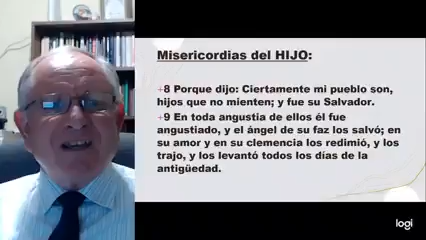 Misericordias del HIJO:
+8 Porque dijo: Ciertamente mi pueblo son,
hijos que no mienten; y fue su Salvador.
+9 En toda angustia de ellos él fue
angustiado, y el ángel de su faz los salvó; en
su amor y en su clemencia los redimió, y los
trajo, y los levantó todos los días de la
antigüedad.
logi